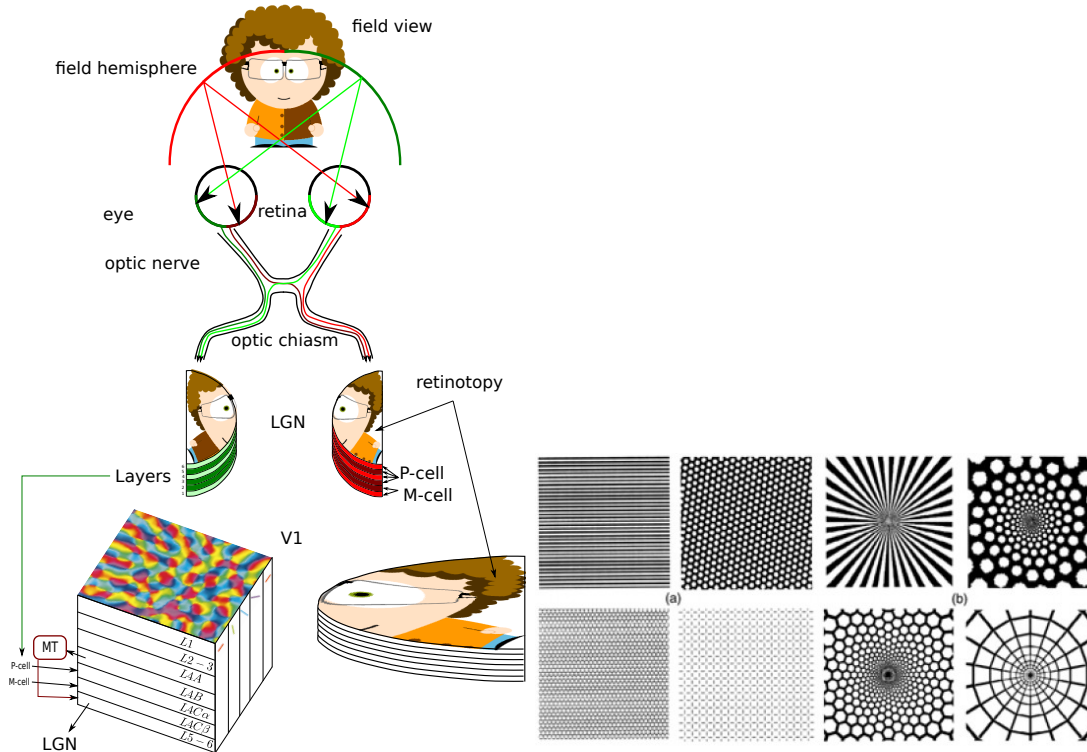 field view
field hemisphere
eye
retina
optic nerve
optic chiasm
retinotopy
LGN
Layers
P-cell
M-cell
V1
L1
L2-3
L4A
L4B
L4Cα
L4Cβ
L5-6
MT
P-cell
M-cell
LGN
(a)
(b)